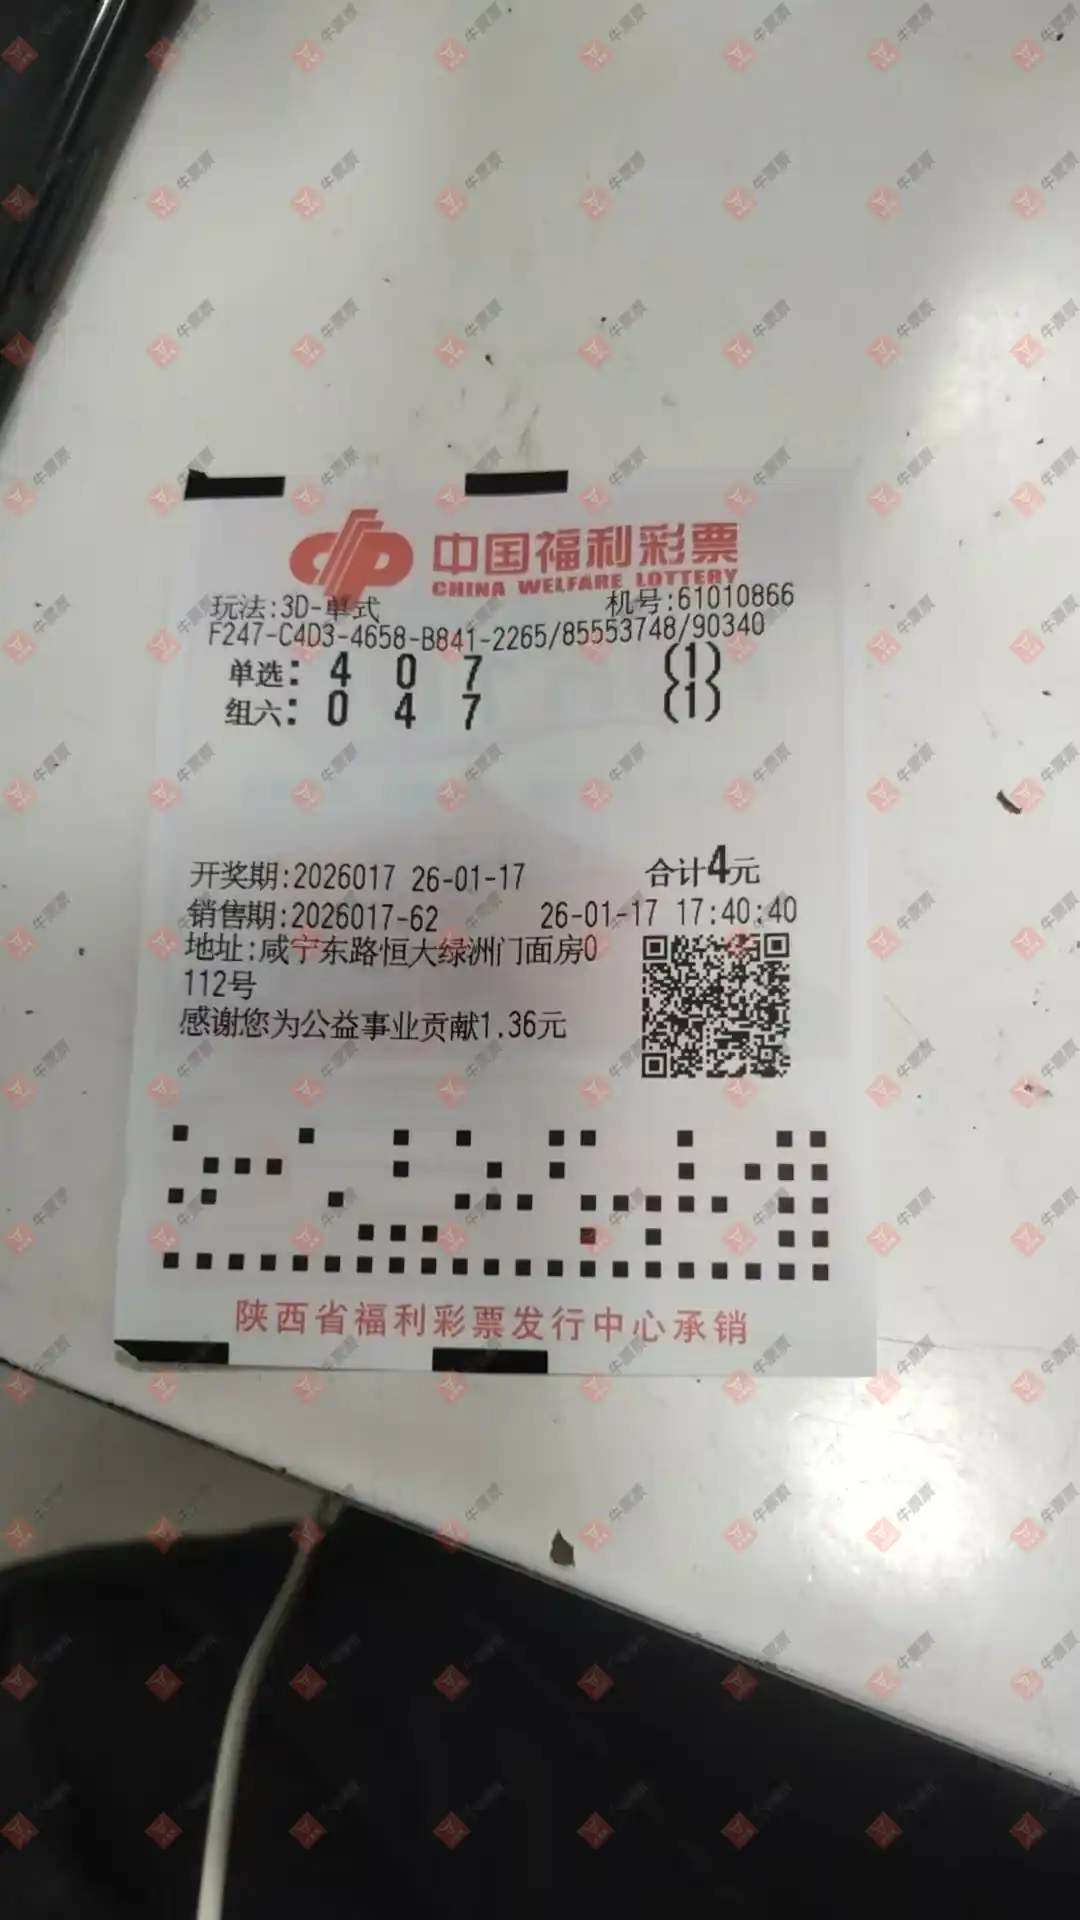 中国福利彩票
CHINA WELFARE LOTTERY
玩法:3D-单式 机号:61010866
F247-C4D3-4658-B841-2265/85553748/90340
单选: 4 0 7 (1)
组六: 0 4 7 (1)
开奖期:2026017 26-01-17 合计4元
销售期:2026017-62 26-01-17 17:40:40
地址:咸宁东路恒大绿洲门面房0
112号
感谢您为公益事业贡献1.36元
陕西省福利彩票发行中心承销
牛票票